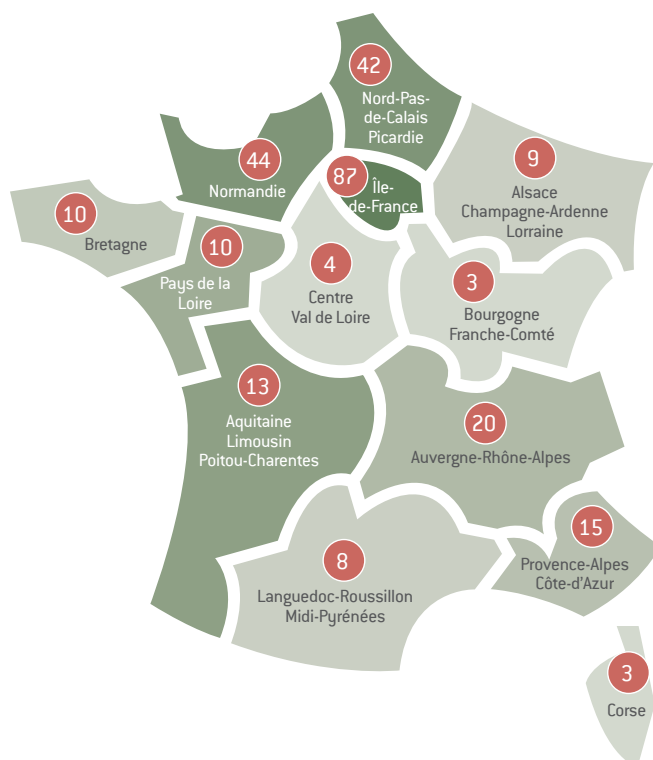 42
Nord-Pas-
de-Calais
Picardie
44
Normandie
87
Île-
de-France
9
Alsace
Champagne-Ardenne
Lorraine
10
Bretagne
10
Pays de la
Loire
4
Centre
Val de Loire
3
Bourgogne
Franche-Comté
13
Aquitaine
Limousin
Poitou-Charentes
20
Auvergne-Rhône-Alpes
8
Languedoc-Roussillon
Midi-Pyrénées
15
Provence-Alpes
Côte-d'Azur
3
Corse